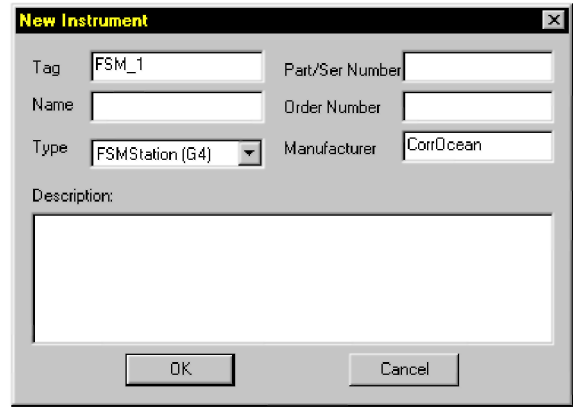 New Instrument
Tag FSM_1 Part/Ser Number
Name Order Number
Type FSMStation (G4) Manufacturer CorrOcean
Description:
OK Cancel